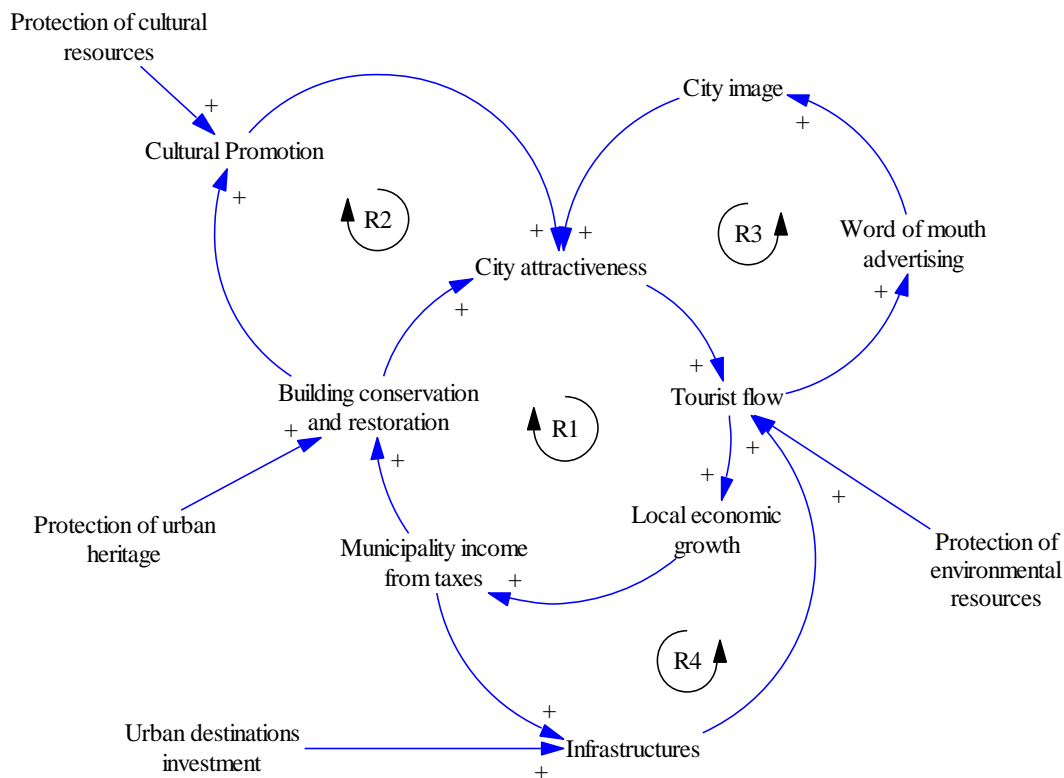 Protection of cultural
resources
+
Cultural Promotion
+
City image
+
R2
R3
Word of mouth
advertising
+
+
+
City attractiveness
+
+
Building conservation
and restoration
+
Tourist flow
+
R1
+
+
+
Protection of urban
heritage
Local economic
growth
+
Protection of
environmental
resources
Municipality income
from taxes
+
R4
Urban destinations
investment
+
Infrastructures
+